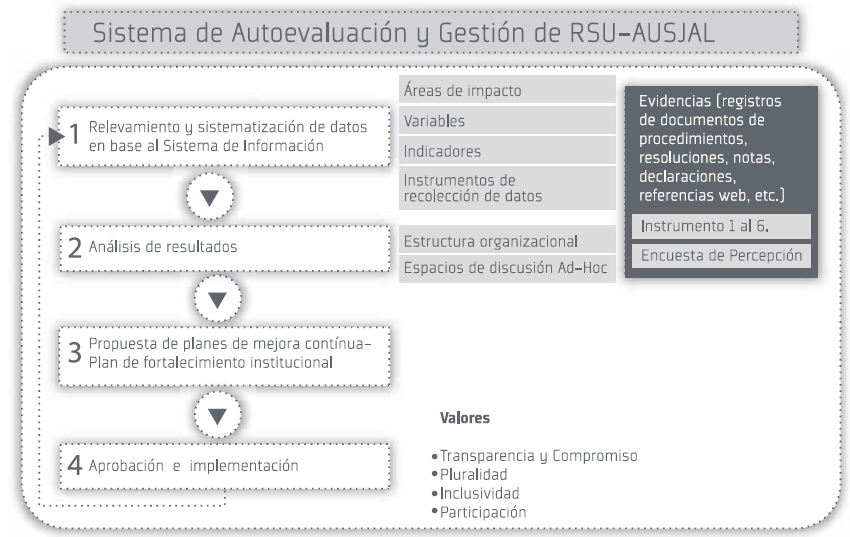 Sistema de Autoevaluación y Gestión de RSU-AUSJAL
1 Relevamiento y sistematización de datos
en base al Sistema de Información
Áreas de impacto
Variables
Indicadores
Instrumentos de
recolección de datos
Evidencias (registros
de documentos de
procedimientos,
resoluciones, notas,
declaraciones,
referencias web, etc.)
Instrumento 1 al 6.
Encuesta de Percepción
2 Análisis de resultados
Estructura organizacional
Espacios de discusión Ad-Hoc
3 Propuesta de planes de mejora contínua-
Plan de fortalecimiento institucional
4 Aprobación e implementación
Valores
•Transparencia y Compromiso
•Pluralidad
•Inclusividad
•Participación